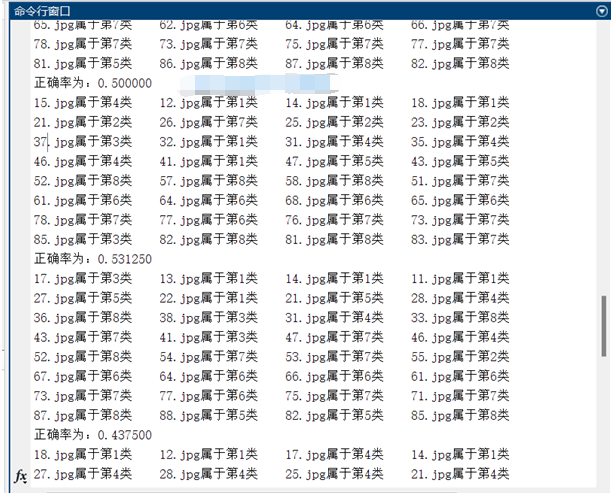 命令行窗口
65.jpg属于第7类 62.jpg属于第6类 64.jpg属于第6类 66.jpg属于第7类
78.jpg属于第7类 73.jpg属于第7类 75.jpg属于第7类 77.jpg属于第7类
81.jpg属于第5类 86.jpg属于第8类 87.jpg属于第8类 82.jpg属于第8类
正确率为：0.500000
15.jpg属于第4类 12.jpg属于第1类 14.jpg属于第1类 18.jpg属于第1类
21.jpg属于第2类 26.jpg属于第7类 25.jpg属于第2类 23.jpg属于第2类
37.jpg属于第3类 32.jpg属于第1类 31.jpg属于第4类 35.jpg属于第4类
46.jpg属于第4类 41.jpg属于第1类 47.jpg属于第5类 43.jpg属于第5类
52.jpg属于第8类 57.jpg属于第8类 58.jpg属于第8类 51.jpg属于第7类
61.jpg属于第6类 64.jpg属于第6类 68.jpg属于第6类 65.jpg属于第6类
78.jpg属于第7类 77.jpg属于第6类 76.jpg属于第7类 73.jpg属于第7类
85.jpg属于第3类 82.jpg属于第8类 81.jpg属于第8类 83.jpg属于第7类
正确率为：0.531250
17.jpg属于第3类 13.jpg属于第1类 14.jpg属于第1类 11.jpg属于第1类
27.jpg属于第5类 22.jpg属于第1类 21.jpg属于第5类 28.jpg属于第4类
36.jpg属于第8类 38.jpg属于第3类 31.jpg属于第4类 33.jpg属于第8类
43.jpg属于第7类 41.jpg属于第3类 47.jpg属于第7类 46.jpg属于第4类
52.jpg属于第8类 54.jpg属于第7类 53.jpg属于第7类 55.jpg属于第2类
67.jpg属于第6类 64.jpg属于第6类 66.jpg属于第7类 61.jpg属于第6类
73.jpg属于第7类 77.jpg属于第6类 75.jpg属于第7类 71.jpg属于第7类
87.jpg属于第8类 88.jpg属于第5类 82.jpg属于第5类 85.jpg属于第8类
正确率为：0.437500
18.jpg属于第1类 12.jpg属于第1类 17.jpg属于第4类 14.jpg属于第1类
fx 27.jpg属于第4类 28.jpg属于第4类 25.jpg属于第4类 21.jpg属于第4类